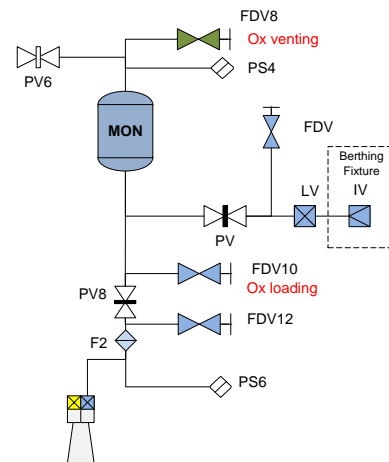 FDV8
Ox venting
PV6
PS4
MON
FDV
Berthing
Fixture
LV
IV
PV
FDV10
PV8
Ox loading
FDV12
F2
PS6